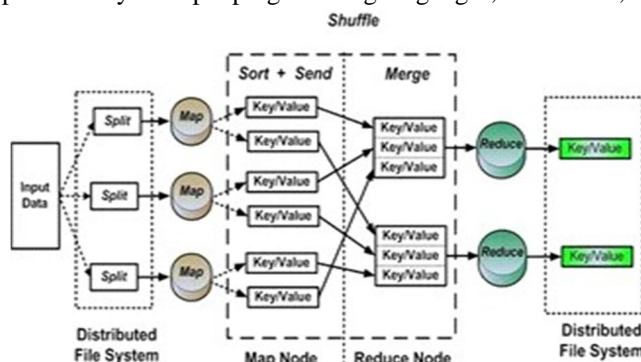 Shuffle
Sort + Send
Merge
Input
Data
Split
Split
Split
Map
Map
Map
Key/Value
Key/Value
Key/Value
Key/Value
Key/Value
Key/Value
Key/Value
Key/Value
Key/Value
Key/Value
Key/Value
Key/Value
Reduce
Reduce
Key/Value
Key/Value
Distributed
File System
Map Node
Reduce Node
Distributed
File System